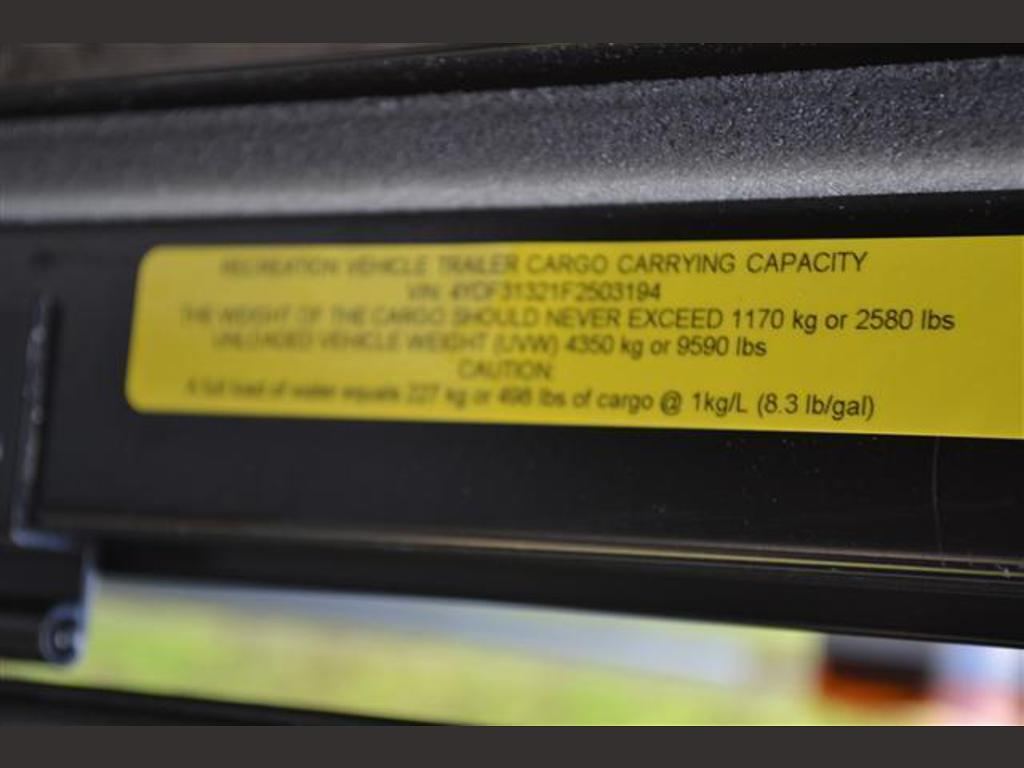 RECREATION VEHICLE TRAILER CARGO CARRYING CAPACITY
VIN: 4YDF31321F2503194
THE WEIGHT OF THE CARGO SHOULD NEVER EXCEED 1170 kg or 2580 lbs
UNLOADED VEHICLE WEIGHT (UVW) 4350 kg or 9590 lbs
CAUTION:
A full load of water equals 227 kg or 498 lbs of cargo @ 1kg/L (8.3 lb/gal)